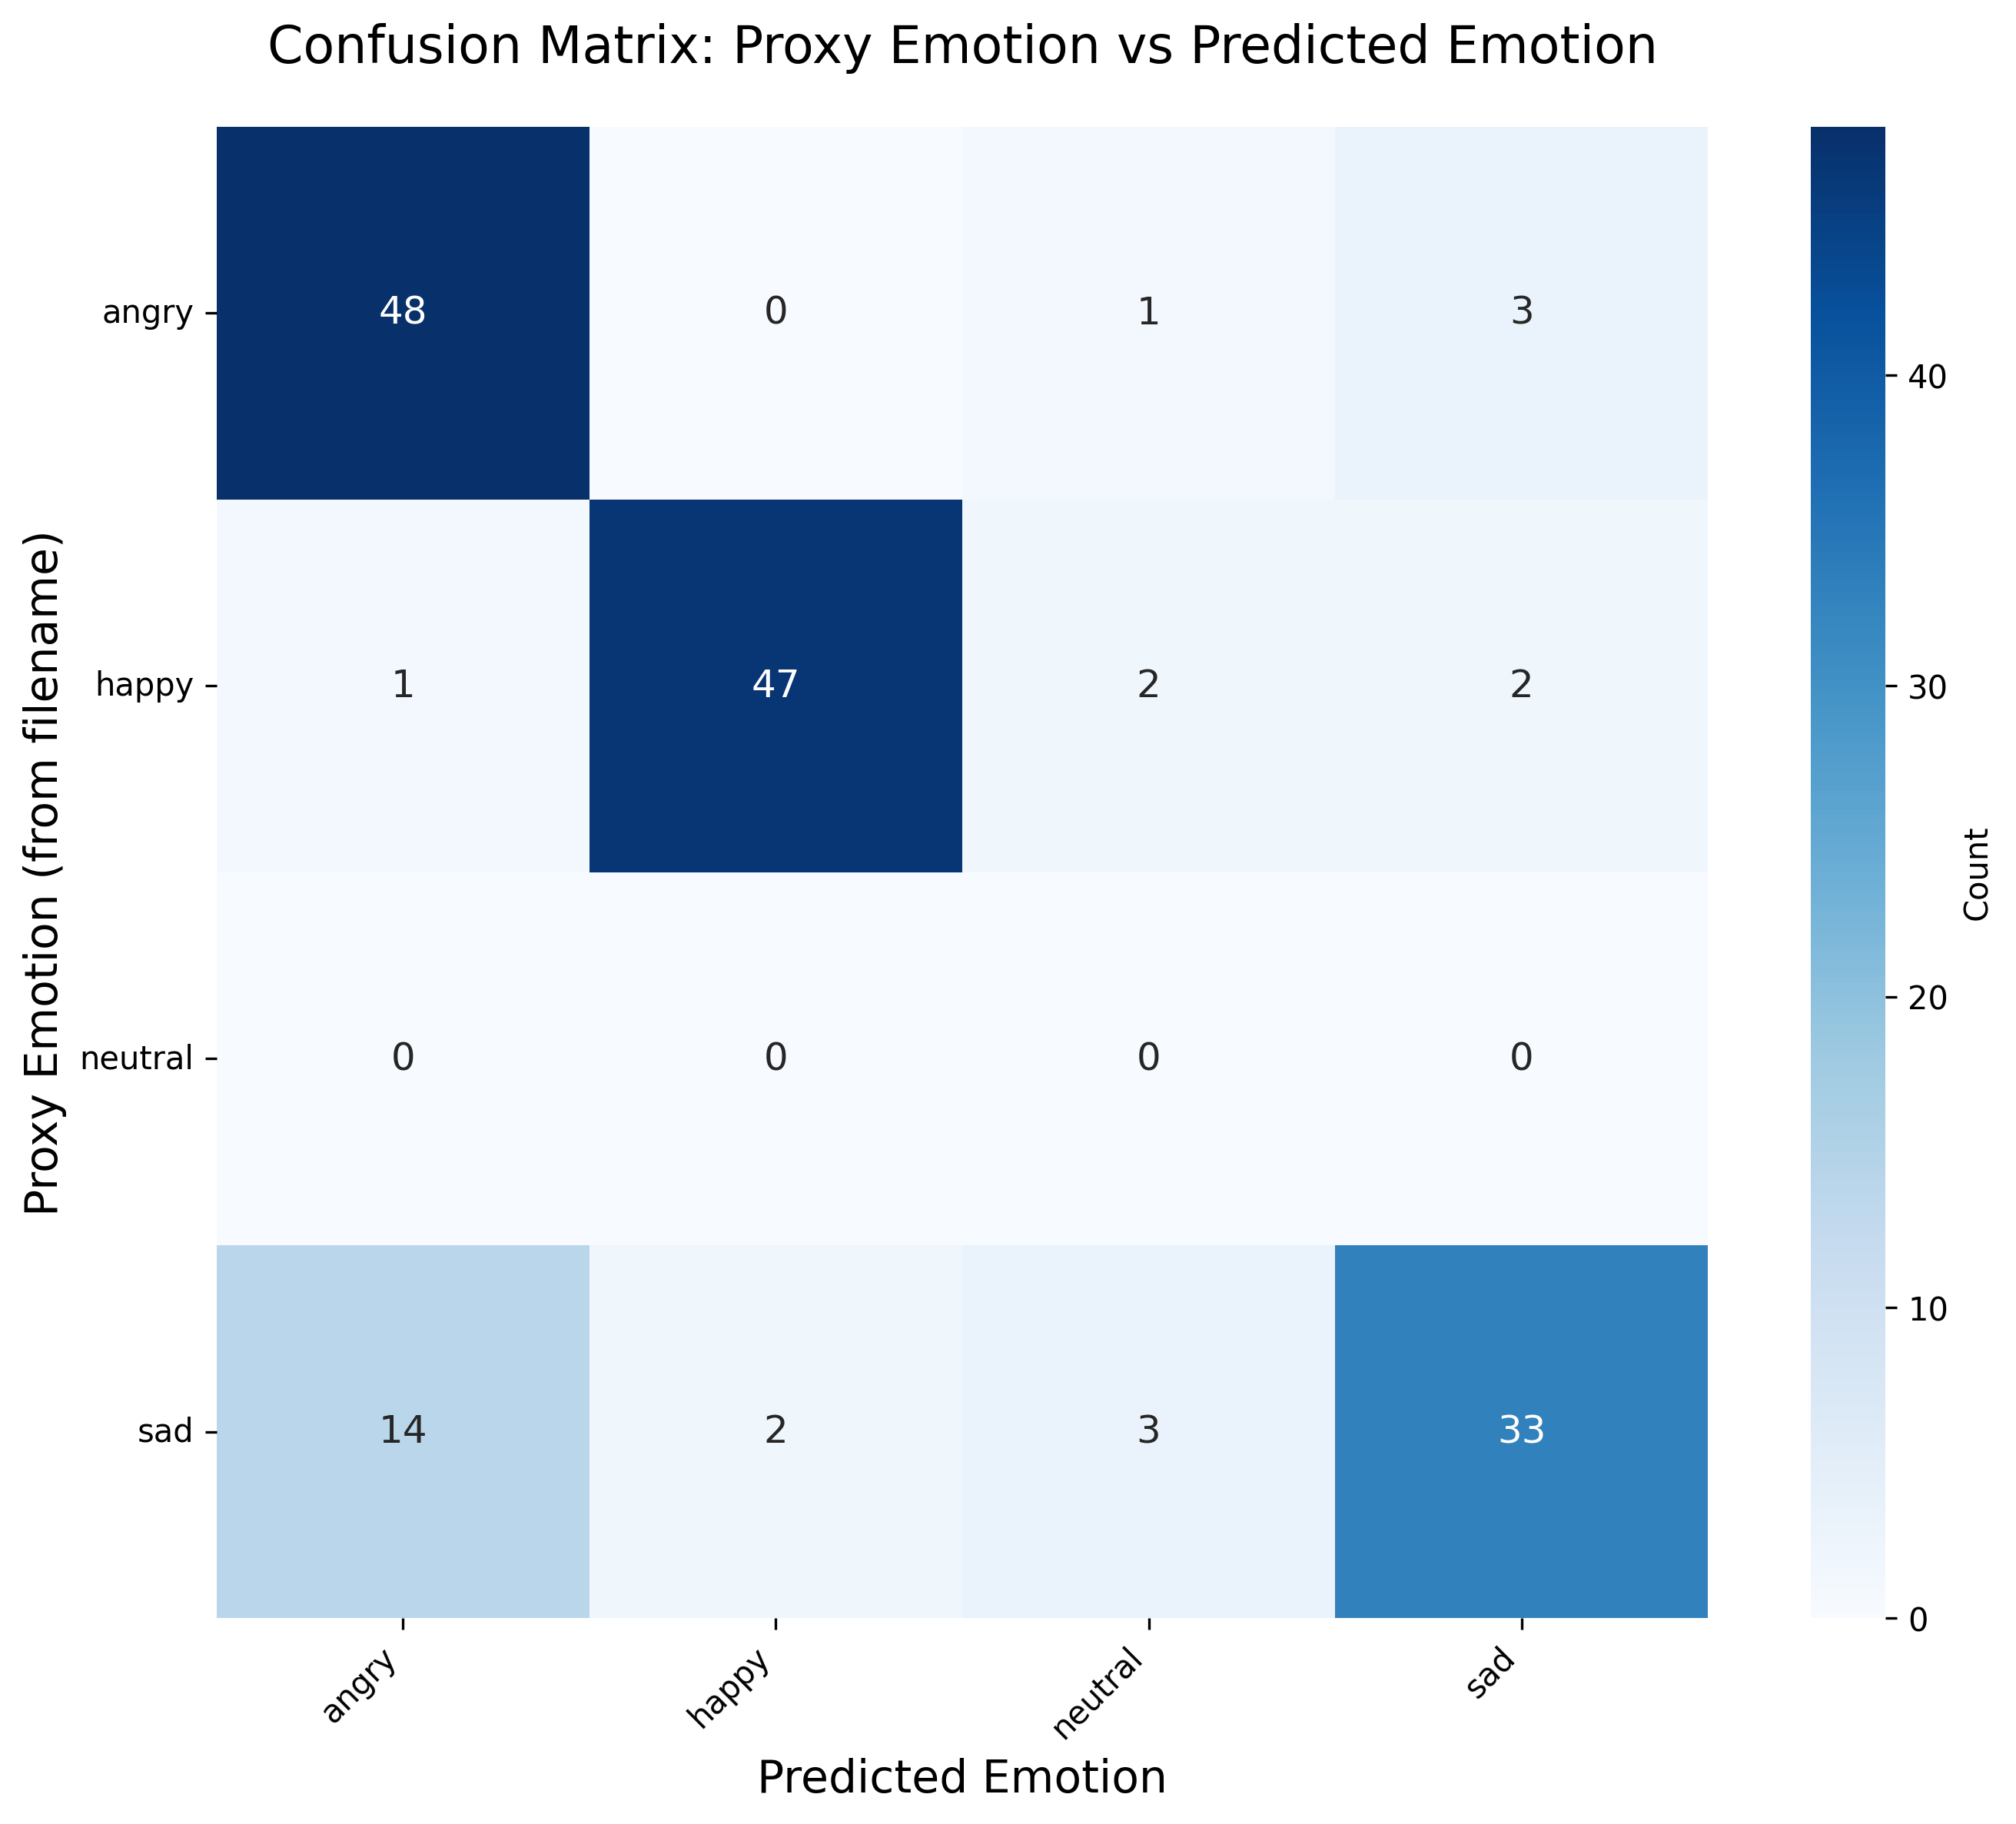 Confusion Matrix: Proxy Emotion vs Predicted Emotion
Proxy Emotion (from filename)
angry 48 0 1 3
happy 1 47 2 2
neutral 0 0 0 0
sad 14 2 3 33
angry happy neutral sad
Predicted Emotion
40
30
20
10
0
Count